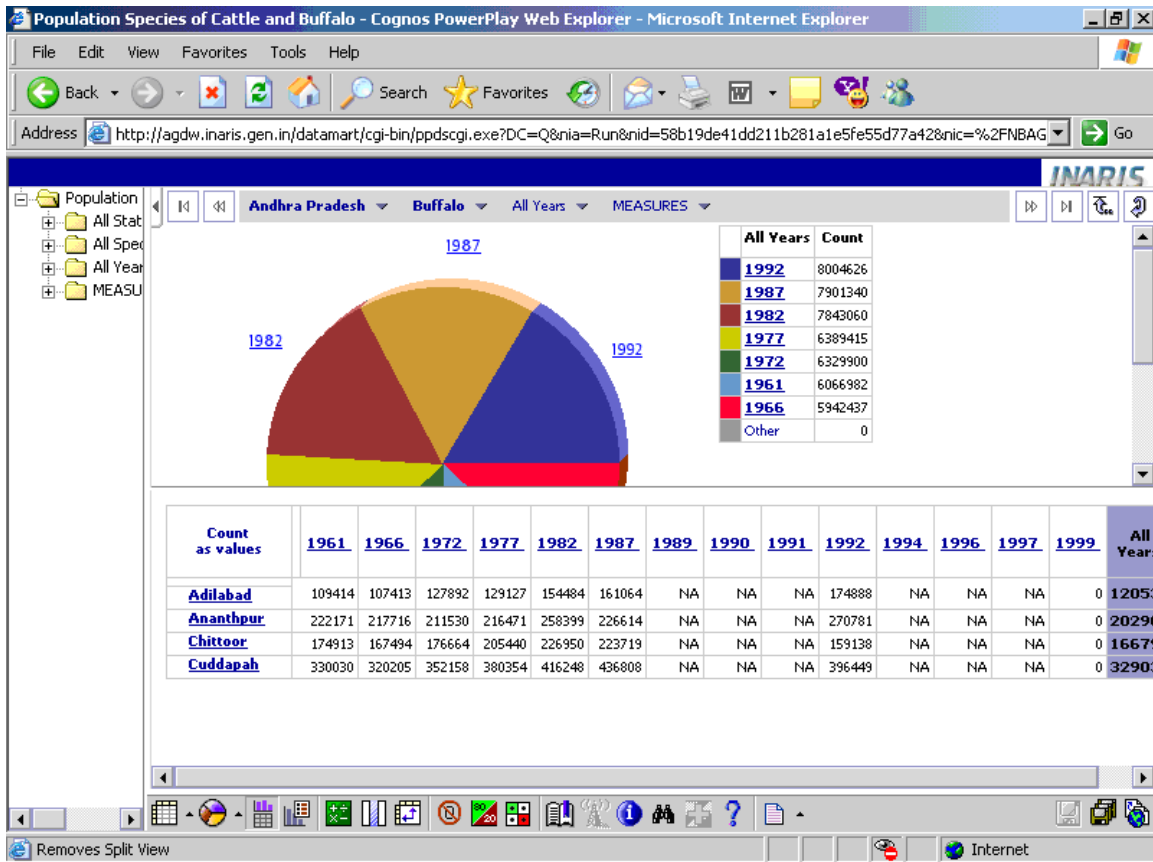 Population Species of Cattle and Buffalo - Cognos PowerPlay Web Explorer - Microsoft Internet Explorer
File Edit View Favorites Tools Help
Back Search Favorites
Address http://agdw.inaris.gen.in/datamart/cgi-bin/ppdscgi.exe?DC=Q&nia=Run&nid=58b19de41dd211b281a1e5fe55d77a42&nic=%2FNBAG Go
INARIS
Population
All Stat
All Spec
All Year
MEASU
Andhra Pradesh Buffalo All Years MEASURES
1987
1982
1992
All Years Count
1992 8004626
1987 7901340
1982 7843060
1977 6389415
1972 6329900
1961 6066982
1966 5942437
Other 0
Count as values 1961 1966 1972 1977 1982 1987 1989 1990 1991 1992 1994 1996 1997 1999 All Year
Adilabad 109414 107413 127892 129127 154484 161064 NA NA NA 174888 NA NA NA 0 1205
Ananthpur 222171 217716 211530 216471 258399 226614 NA NA NA 270781 NA NA NA 0 2029
Chittoor 174913 167494 176664 205440 226950 223719 NA NA NA 159138 NA NA NA 0 1667
Cuddapah 330030 320205 352158 380354 416248 436808 NA NA NA 396449 NA NA NA 0 3290
Removes Split View Internet